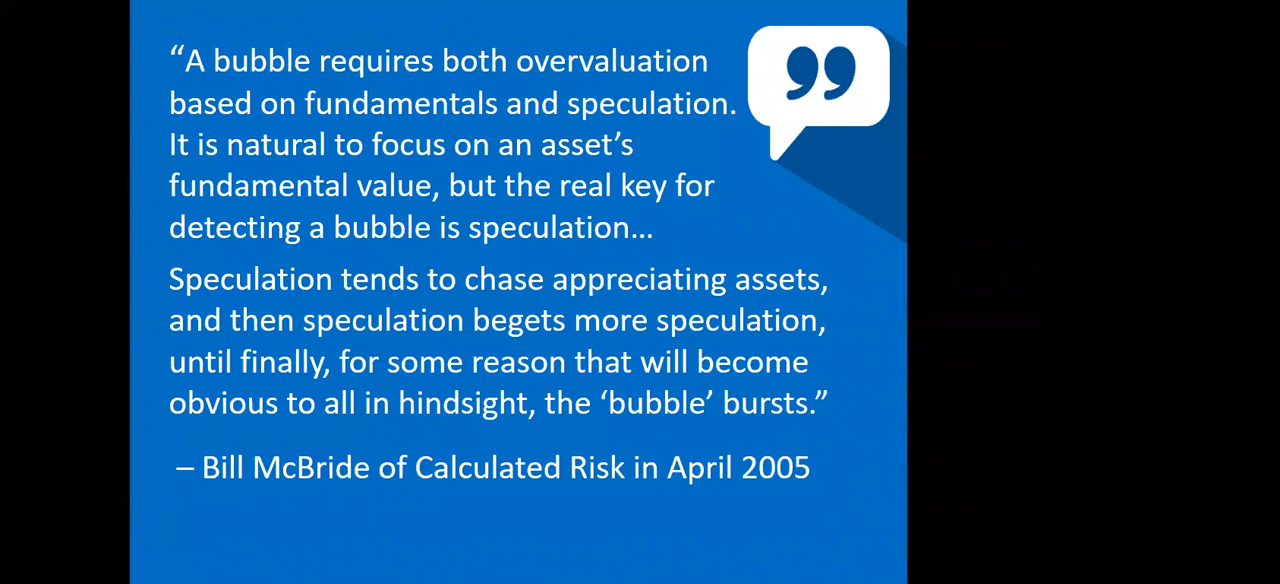 “A bubble requires both overvaluation
based on fundamentals and speculation.
It is natural to focus on an asset’s
fundamental value, but the real key for
detecting a bubble is speculation…
Speculation tends to chase appreciating assets,
and then speculation begets more speculation,
until finally, for some reason that will become
obvious to all in hindsight, the ‘bubble’ bursts.”
– Bill McBride of Calculated Risk in April 2005